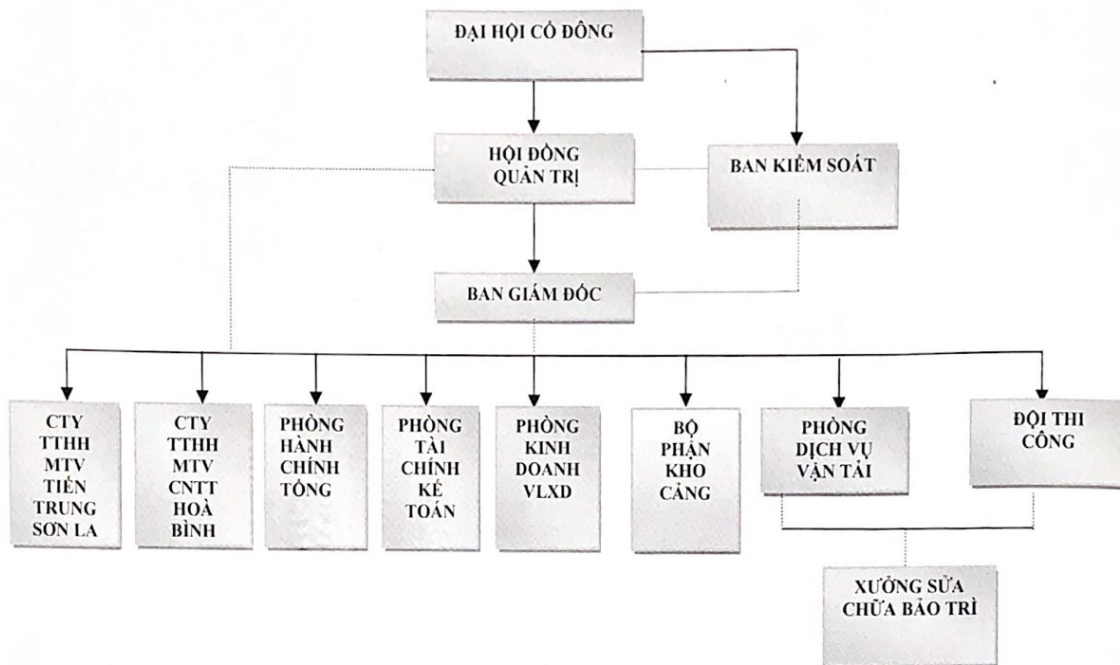 ĐẠI HỘI CỔ ĐÔNG
HỘI ĐỒNG
QUẢN TRỊ
BAN KIỂM SOÁT
BAN GIÁM ĐỐC
CTY
TTHH
MTV
TIẾN
TRUNG
SƠN LA
CTY
TTHH
MTV
CNTT
HOÀ
BÌNH
PHÒNG
HÀNH
CHÍNH
TỔNG
PHÒNG
TÀI
CHÍNH
KẾ
TOÁN
PHÒNG
KINH
DOANH
VLXD
BỘ
PHẬN
KHO
CẢNG
PHÒNG
DỊCH VỤ
VẬN TẢI
ĐỘI THI
CÔNG
XƯỞNG SỬA
CHỮA BẢO TRÌ